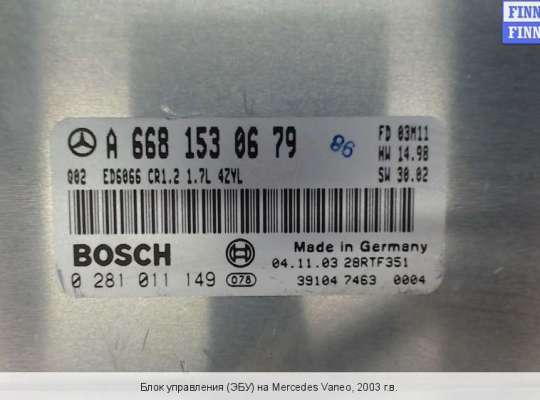 FINN
FINN
A 668 153 06 79
86
FD 03M11
HW 14.98
Q02 ED6066 CR1.2 1.7L 4ZYL
SW 30.02
BOSCH
Made in Germany
04.11.03 28RTF351
0 281 011 149 078
39104 7463 0004
Блок управления (ЭБУ) на Mercedes Vaneo, 2003 г.в.